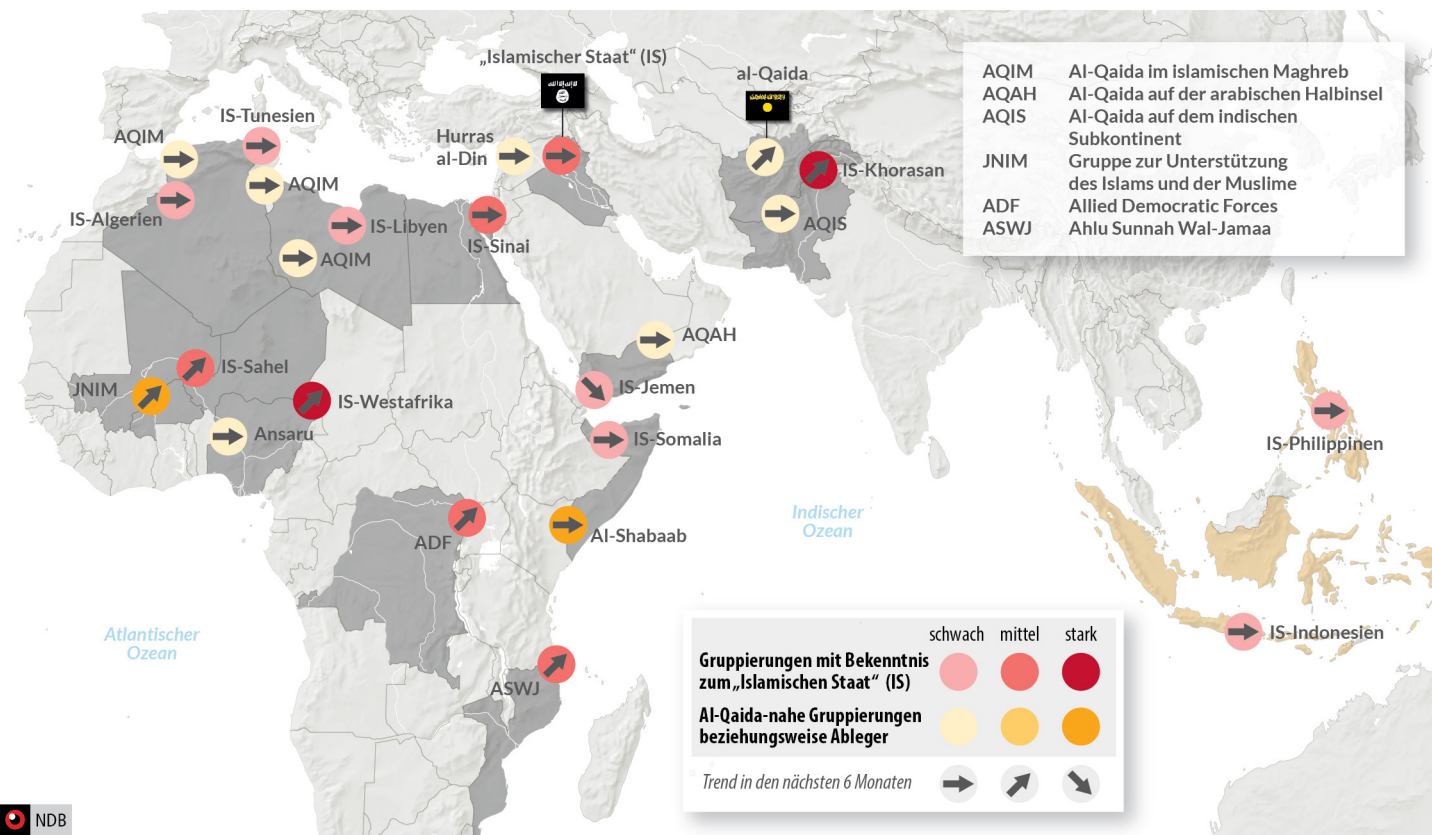 „Islamischer Staat“ (IS)
al-Qaida
AQIM
IS-Tunesien
Hurras
al-Din
AQIM
IS-Algerien
IS-Libyen
AQIM
IS-Sinai
IS-Khorasan
AQIS
AQAH
IS-Jemen
IS-Somalia
IS-Sahel
JNIM
IS-Westafrika
Ansaru
ADF
Al-Shabaab
ASWJ
IS-Philippinen
IS-Indonesien
Indischer
Ozean
Atlantischer
Ozean
AQIM Al-Qaida im islamischen Maghreb
AQAH Al-Qaida auf der arabischen Halbinsel
AQIS Al-Qaida auf dem indischen
Subkontinent
JNIM Gruppe zur Unterstützung
des Islams und der Muslime
ADF Allied Democratic Forces
ASWJ Ahlu Sunnah Wal-Jamaa
schwach mittel stark
Gruppierungen mit Bekenntnis
zum „Islamischen Staat“ (IS)
Al-Qaida-nahe Gruppierungen
beziehungsweise Ableger
Trend in den nächsten 6 Monaten
NDB